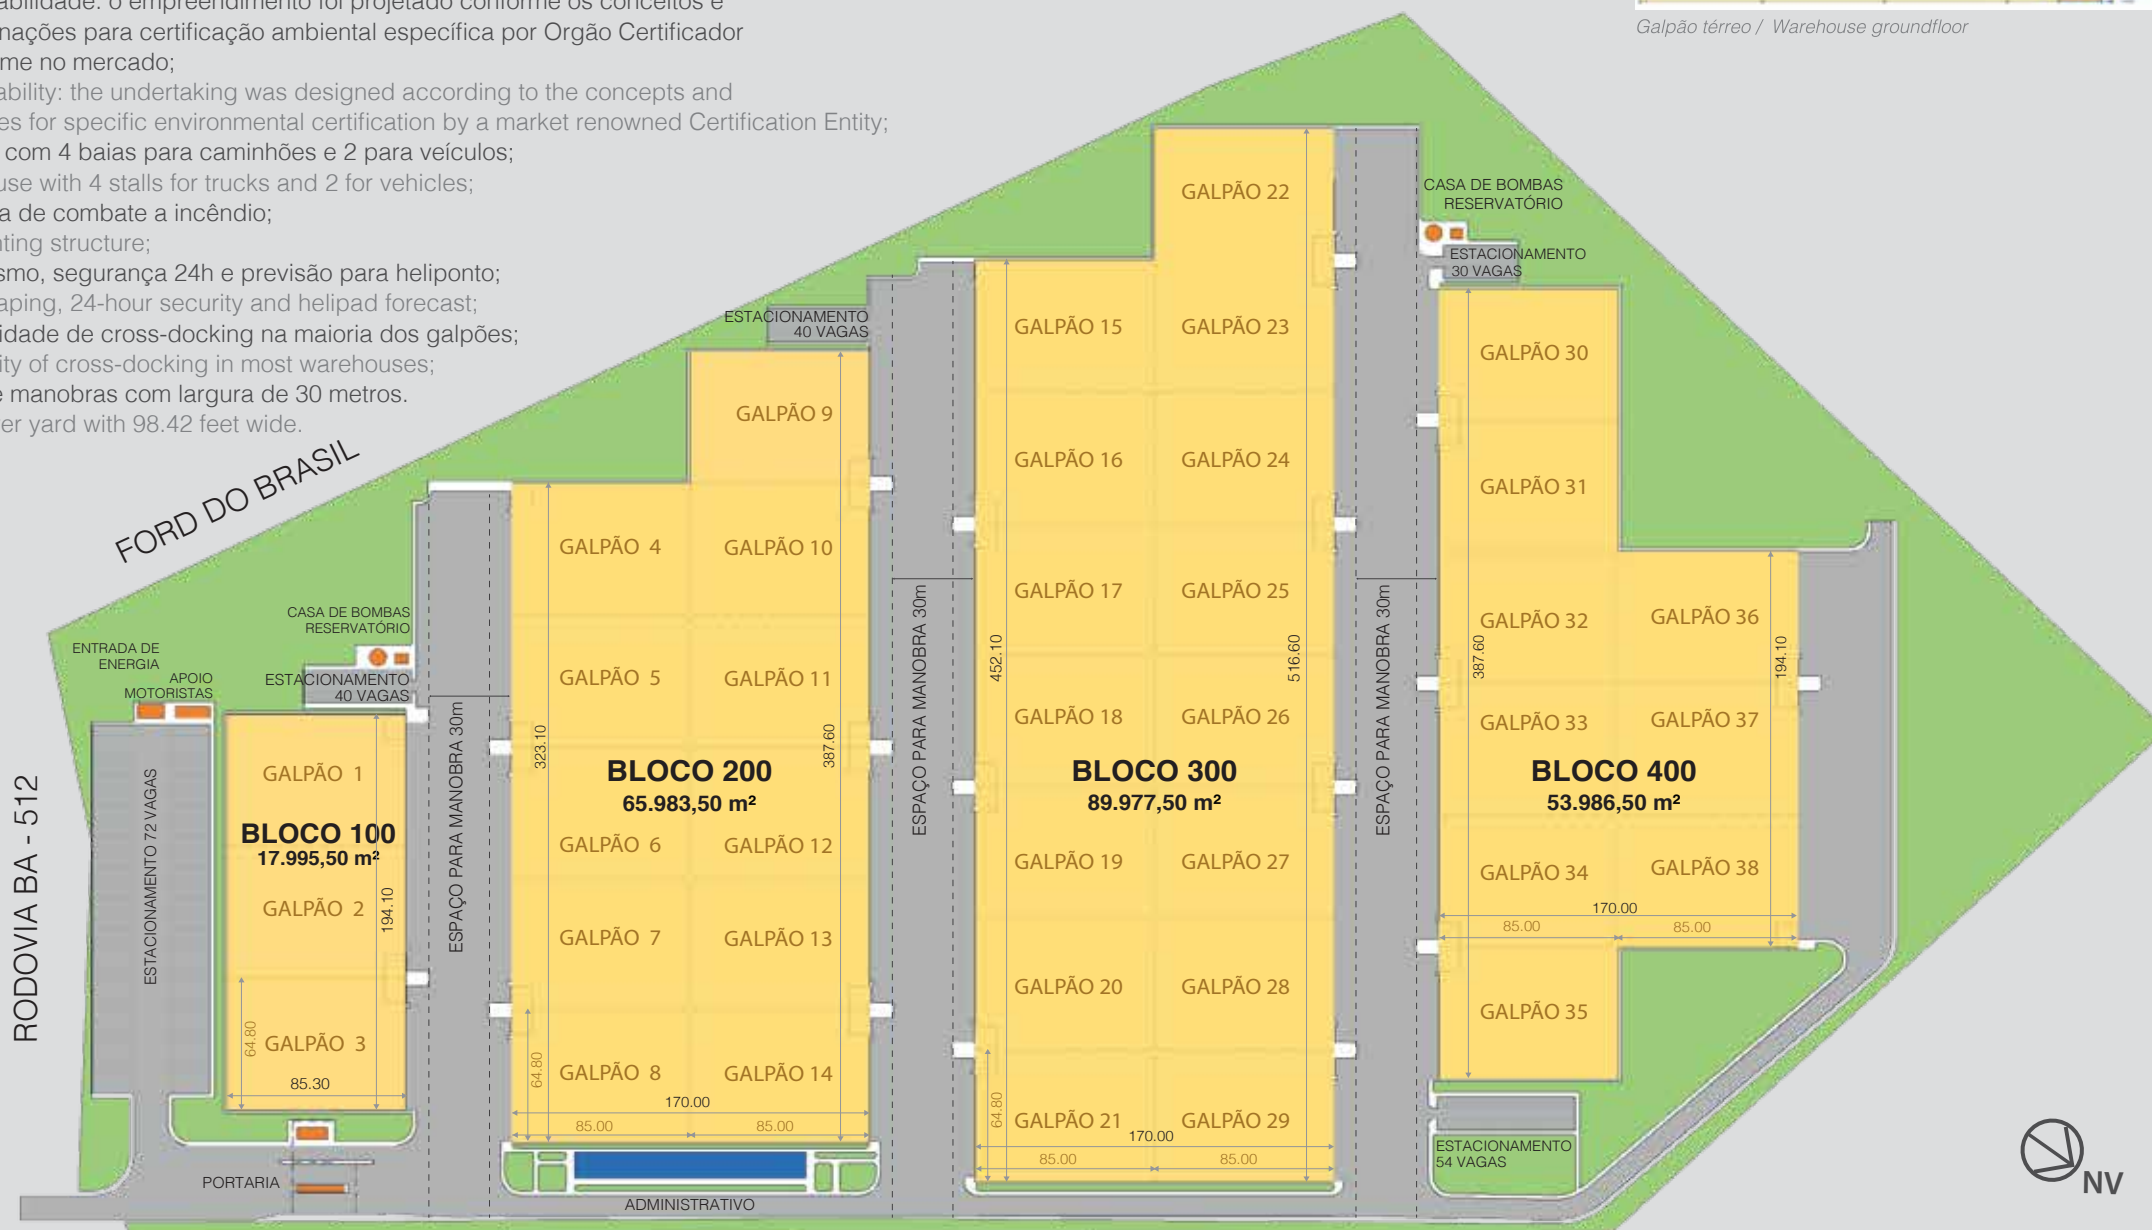 abilidade: o empreendimento foi projetado conforme os conceitos e
nações para certificação ambiental específica por Orgão Certificador
me no mercado;
ability: the undertaking was designed according to the concepts and
es for specific environmental certification by a market renowned Certification Entity;
com 4 baias para caminhões e 2 para veículos;
use with 4 stalls for trucks and 2 for vehicles;
a de combate a incêndio;
nting structure;
smo, segurança 24h e previsão para heliponto;
aping, 24-hour security and helipad forecast;
idade de cross-docking na maioria dos galpões;
ity of cross-docking in most warehouses;
e manobras com largura de 30 metros.
er yard with 98.42 feet wide.
Galpão térreo / Warehouse groundfloor
FORD DO BRASIL
RODOVIA BA - 512
ENTRADA DE
ENERGIA
APOIO
MOTORISTAS
CASA DE BOMBAS
RESERVATÓRIO
ESTACIONAMENTO
40 VAGAS
ESTACIONAMENTO 72 VAGAS
GALPÃO 1
BLOCO 100
17.995,50 m²
GALPÃO 2
194.10
64.80
GALPÃO 3
85.30
PORTARIA
ESPAÇO PARA MANOBRA 30m
ESTACIONAMENTO
40 VAGAS
GALPÃO 9
GALPÃO 4
GALPÃO 10
GALPÃO 5
GALPÃO 11
323.10
387.60
BLOCO 200
65.983,50 m²
GALPÃO 6
GALPÃO 12
GALPÃO 7
GALPÃO 13
64.80
GALPÃO 8
GALPÃO 14
170.00
85.00
85.00
ADMINISTRATIVO
ESPAÇO PARA MANOBRA 30m
GALPÃO 22
GALPÃO 15
GALPÃO 23
GALPÃO 16
GALPÃO 24
GALPÃO 17
GALPÃO 25
452.10
516.60
GALPÃO 18
GALPÃO 26
BLOCO 300
89.977,50 m²
GALPÃO 19
GALPÃO 27
GALPÃO 20
GALPÃO 28
64.80
GALPÃO 21
GALPÃO 29
170.00
85.00
85.00
ESPAÇO PARA MANOBRA 30m
CASA DE BOMBAS
RESERVATÓRIO
ESTACIONAMENTO
30 VAGAS
GALPÃO 30
GALPÃO 31
GALPÃO 32
GALPÃO 36
387.60
194.10
GALPÃO 33
GALPÃO 37
BLOCO 400
53.986,50 m²
GALPÃO 34
GALPÃO 38
170.00
85.00
85.00
GALPÃO 35
ESTACIONAMENTO
54 VAGAS
NV